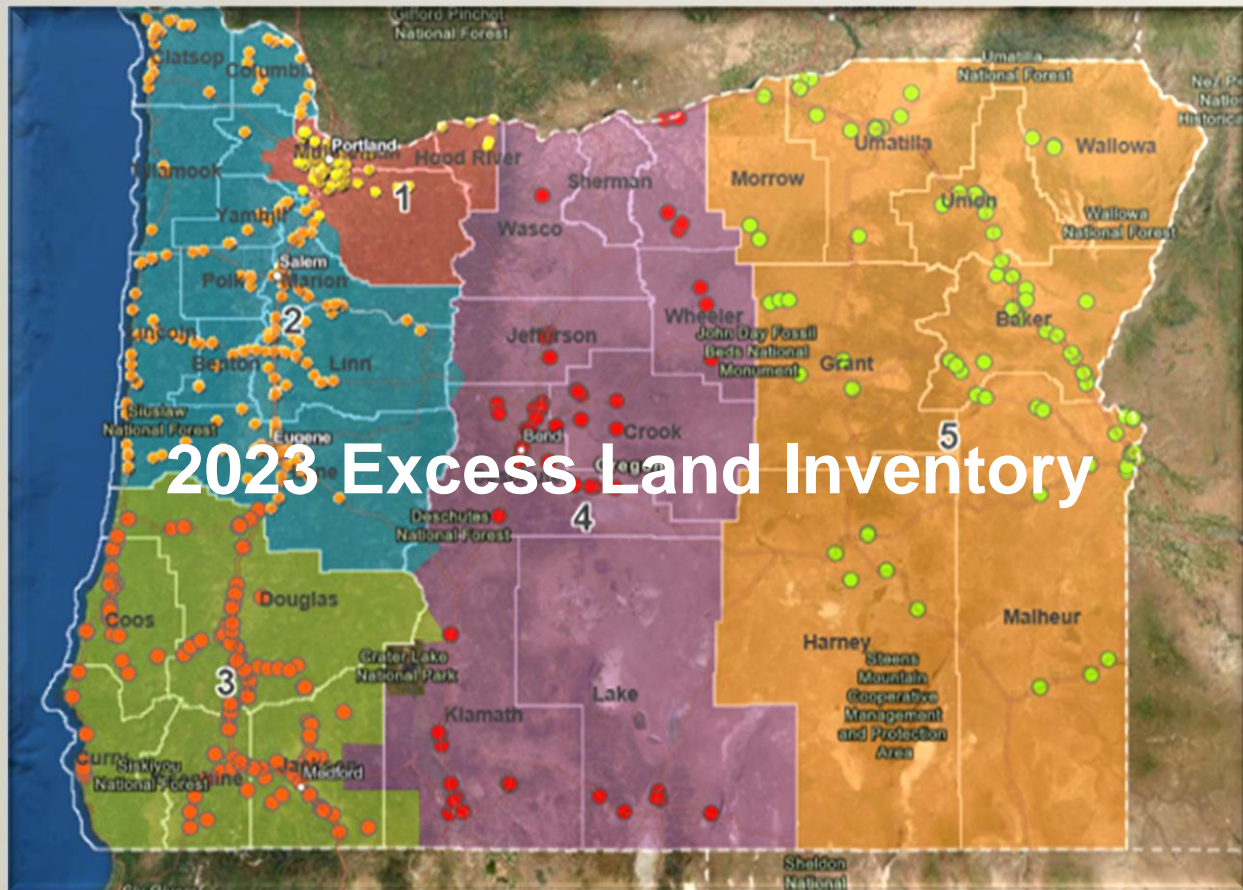 Gifford Pinchot
National Forest
Clatsop
Columbia
Umatilla
National Forest
Portland
Hood River
Umatilla
Wallowa
Tillamook
Sherman
Morrow
1
Yamhill
Union
Wallowa
National Forest
Wasco
Salem
Polk
Marion
2
Lincoln
Jefferson
Wheeler
Baker
John Day Fossil
Beds National
Monument
Benton
Linn
Grant
Siuslaw
National Forest
Eugene
Bend
Crook
5
2023 Excess Land Inventory
Deschutes
National Forest
4
Douglas
Coos
Malheur
Harney
Crater Lake
National Park
Steens
Mountain
Cooperative
Management
and Protection
Area
3
Lake
Klamath
Siskiyou
National Forest
Medford
Sheldon
National